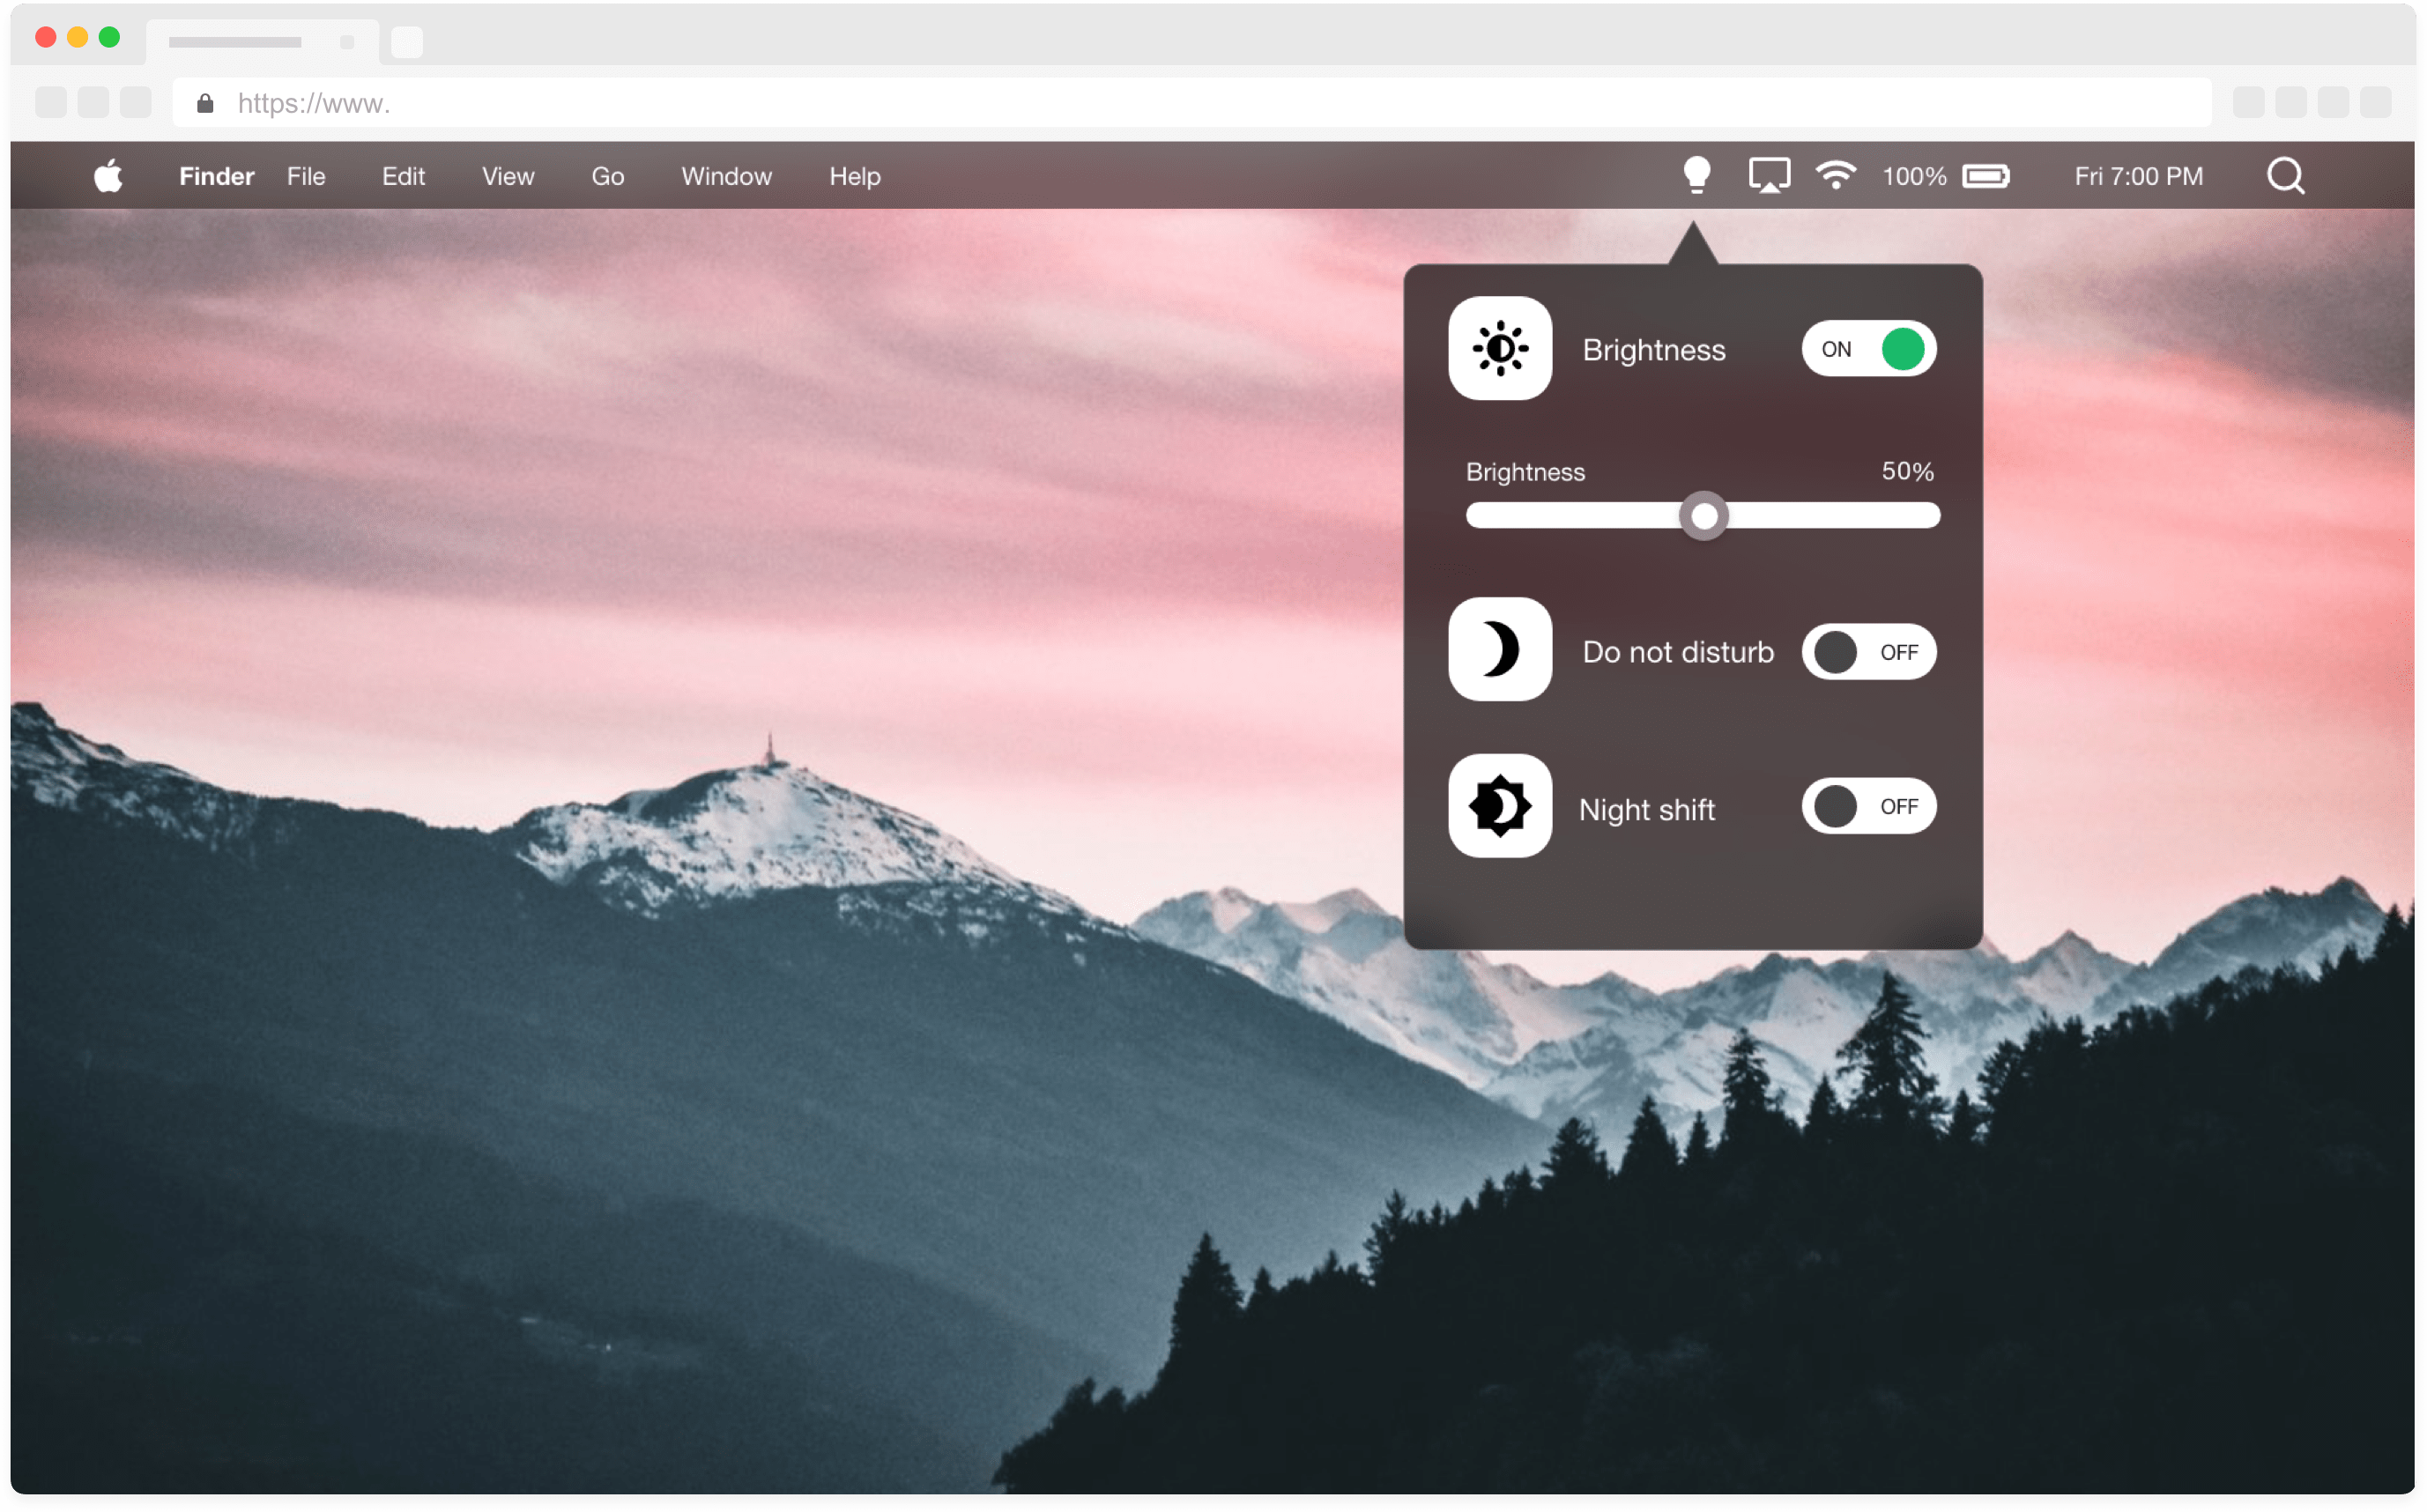 https://www.
Finder File Edit View Go Window Help 100% Fri 7:00 PM
Brightness ON
Brightness 50%
Do not disturb OFF
Night shift OFF